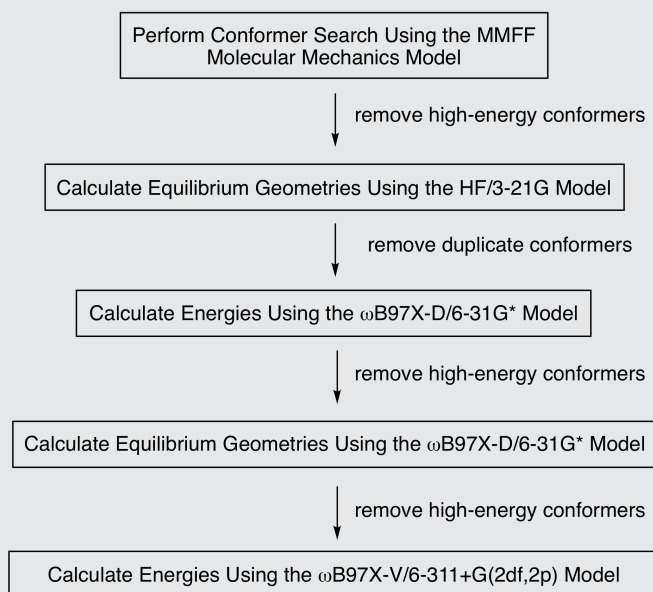 Perform Conformer Search Using the MMFF
Molecular Mechanics Model
remove high-energy conformers
Calculate Equilibrium Geometries Using the HF/3-21G Model
remove duplicate conformers
Calculate Energies Using the ωB97X-D/6-31G* Model
remove high-energy conformers
Calculate Equilibrium Geometries Using the ωB97X-D/6-31G* Model
remove high-energy conformers
Calculate Energies Using the ωB97X-V/6-311+G(2df,2p) Model